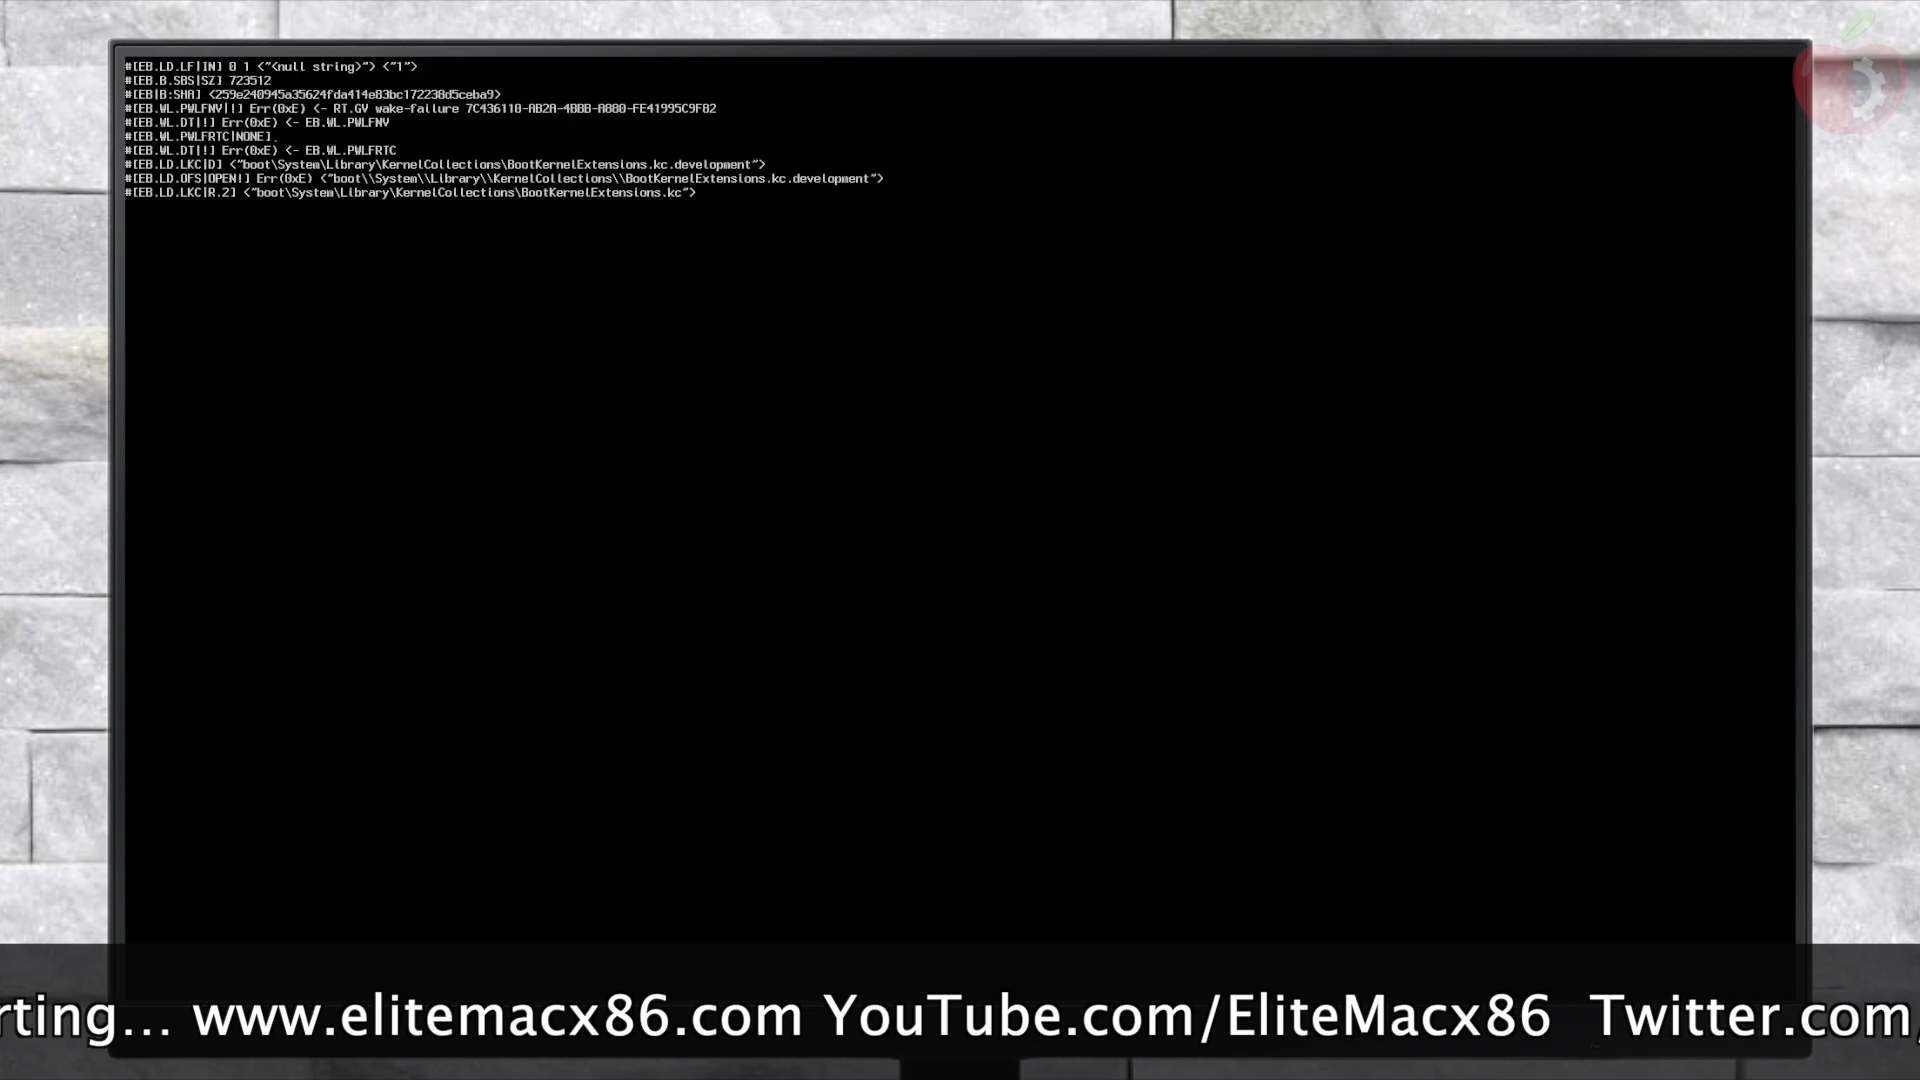 #[EB.LD.LF|IN] 0 1 <"<null string>"> <"1">
#[EB.B.SBS|SZ] 723512
#[EB|B:SHA] <259e240945a35624fda414e83bc172238d5ceba9>
#[EB.WL.PWLFNV|!] Err(0xE) <- RT.GV wake-failure 7C436110-AB2A-4BBB-A880-FE41995C9F82
#[EB.WL.DT|!] Err(0xE) <- EB.WL.PWLFNV
#[EB.WL.PWLFRTC|NONE]
#[EB.WL.DT|!] Err(0xE) <- EB.WL.PWLFRTC
#[EB.LD.LKC|D] <"boot\System\Library\KernelCollections\BootKernelExtensions.kc.development">
#[EB.LD.OFS|OPEN!] Err(0xE) <"boot\\System\\Library\\KernelCollections\\BootKernelExtensions.kc.development">
#[EB.LD.LKC|R.2] <"boot\System\Library\KernelCollections\BootKernelExtensions.kc">
rting... www.elitemacx86.com YouTube.com/EliteMacx86 Twitter.com/